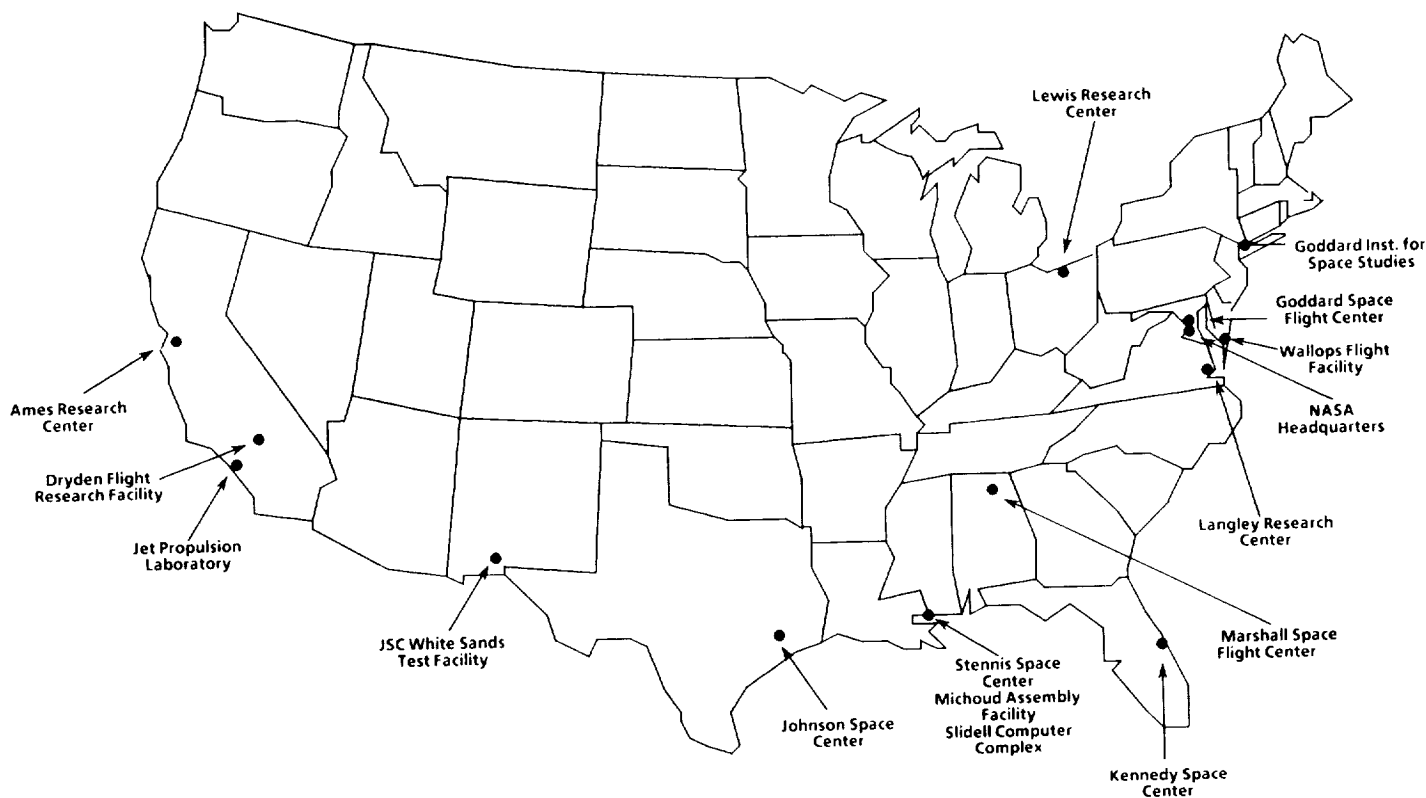 Lewis Research
Center
Goddard Inst. for
Space Studies
Goddard Space
Flight Center
Wallops Flight
Facility
NASA
Headquarters
Ames Research
Center
Dryden Flight
Research Facility
Jet Propulsion
Laboratory
Langley Research
Center
JSC White Sands
Test Facility
Johnson Space
Center
Stennis Space
Center
Michoud Assembly
Facility
Slidell Computer
Complex
Marshall Space
Flight Center
Kennedy Space
Center